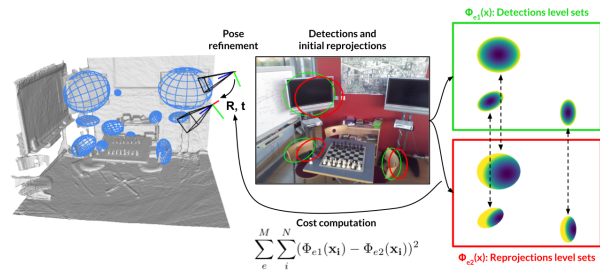 Φe1(x): Detections level sets
Pose
refinement
Detections and
initial reprojections
R, t
Cost computation
M N
∑ ∑ (Φe1(xi) − Φe2(xi))²
e i
Φe2(x): Reprojections level sets